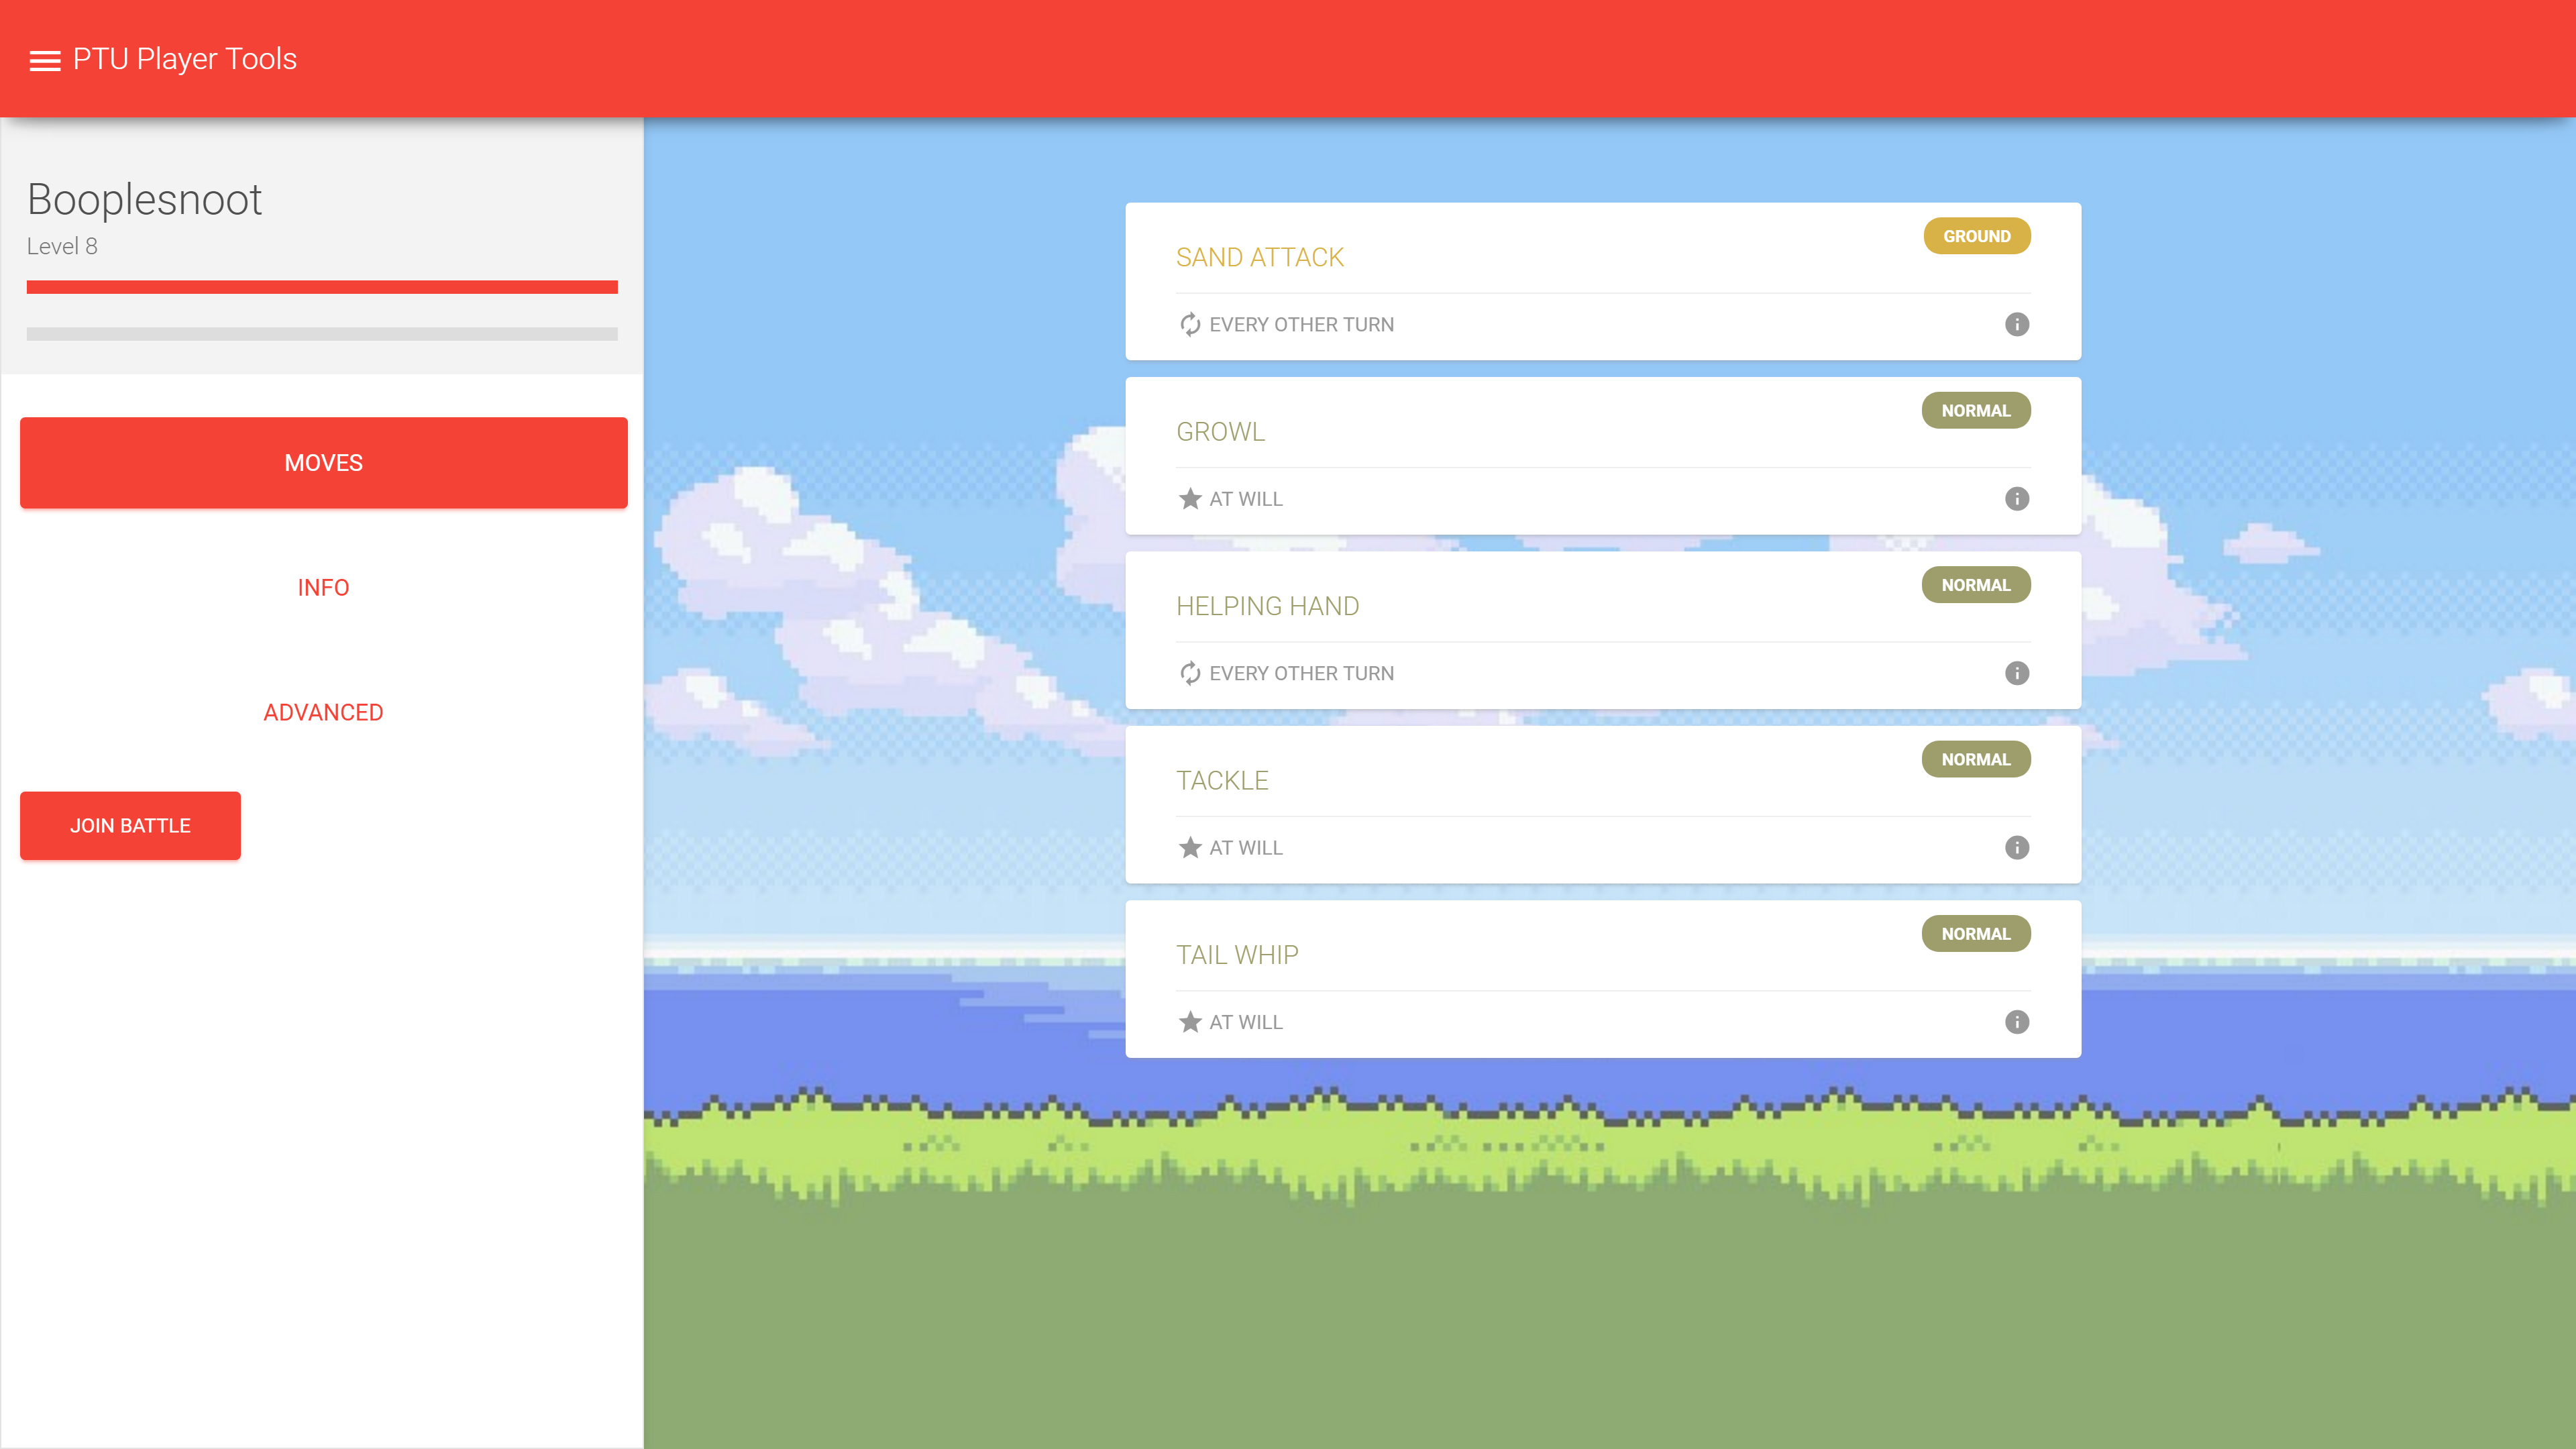 PTU Player Tools
Booplesnoot
Level 8
MOVES
INFO
ADVANCED
JOIN BATTLE
GROUND
SAND ATTACK
EVERY OTHER TURN
NORMAL
GROWL
AT WILL
NORMAL
HELPING HAND
EVERY OTHER TURN
NORMAL
TACKLE
AT WILL
NORMAL
TAIL WHIP
AT WILL